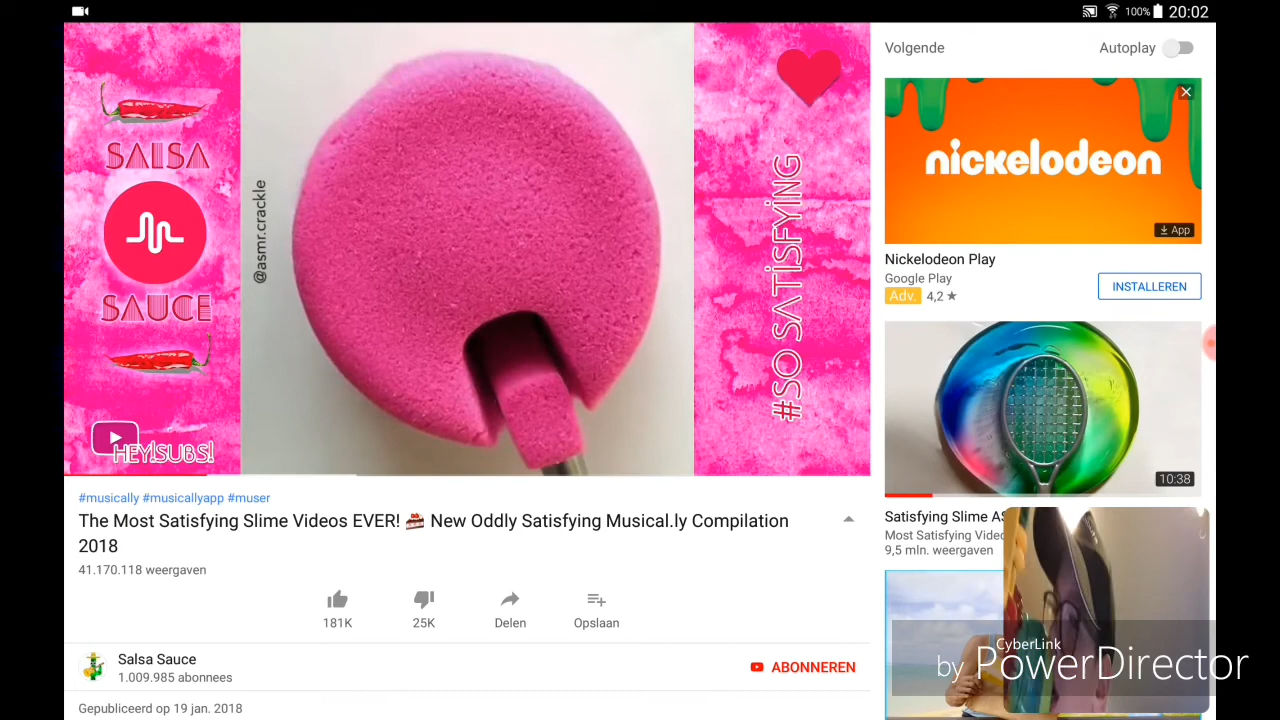 100% 20:02
SALSA
SAUCE
HEY!SUBS!
@asmr.crackle
#SO SATISFYING
#musically #musicallyapp #muser
The Most Satisfying Slime Videos EVER! 🍰 New Oddly Satisfying Musical.ly Compilation
2018
41.170.118 weergaven
181K
25K
Delen
Opslaan
Salsa Sauce
1.009.985 abonnees
ABONNEREN
Gepubliceerd op 19 jan. 2018
Volgende
Autoplay
nickelodeon
App
Nickelodeon Play
Google Play
Adv. 4,2 ★
INSTALLEREN
10:38
Satisfying Slime AS
Most Satisfying Video
9,5 mln. weergaven
CyberLink
by PowerDirector